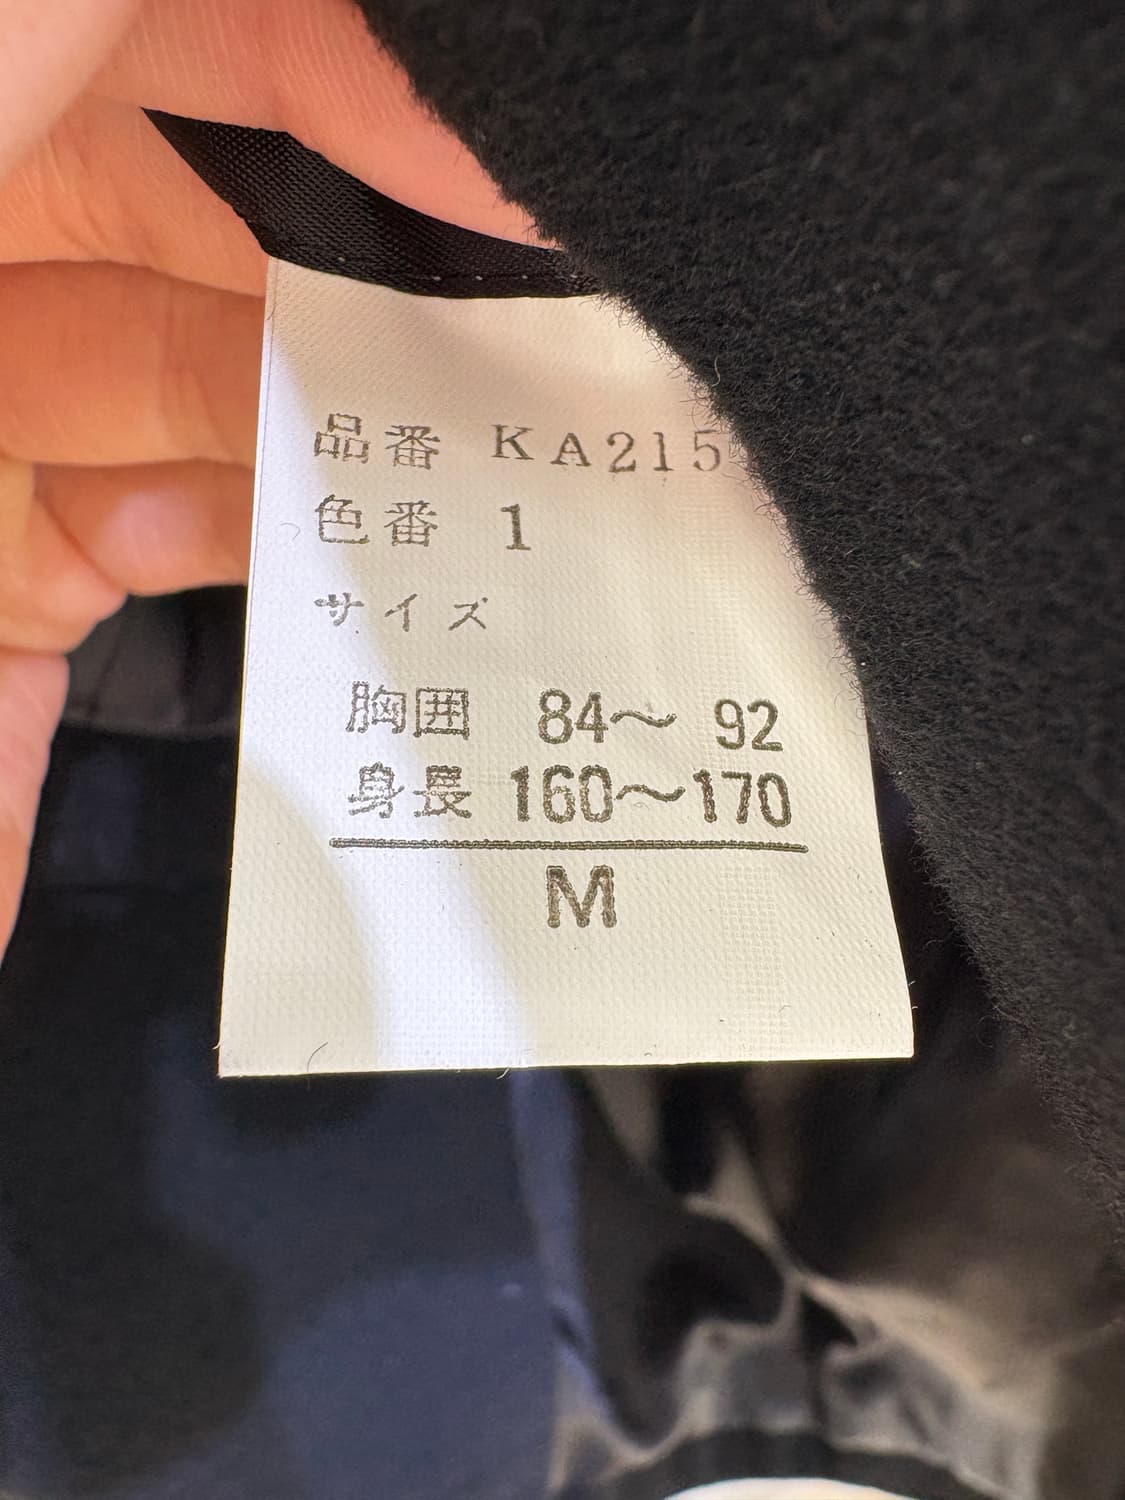 品番 KA215
色番 1
サイズ
胸囲 84〜 92
身長 160〜170
M